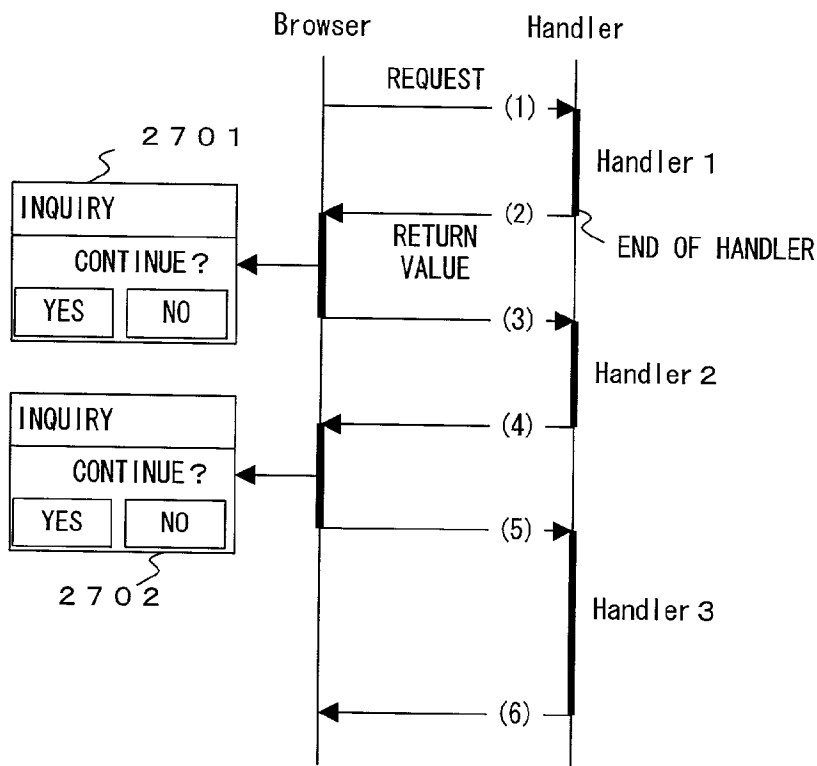 Browser
Handler
REQUEST
(1)
2701
Handler 1
INQUIRY
(2)
CONTINUE?
RETURN
VALUE
END OF HANDLER
YES
NO
(3)
Handler 2
INQUIRY
(4)
CONTINUE?
YES
NO
(5)
2702
Handler 3
(6)